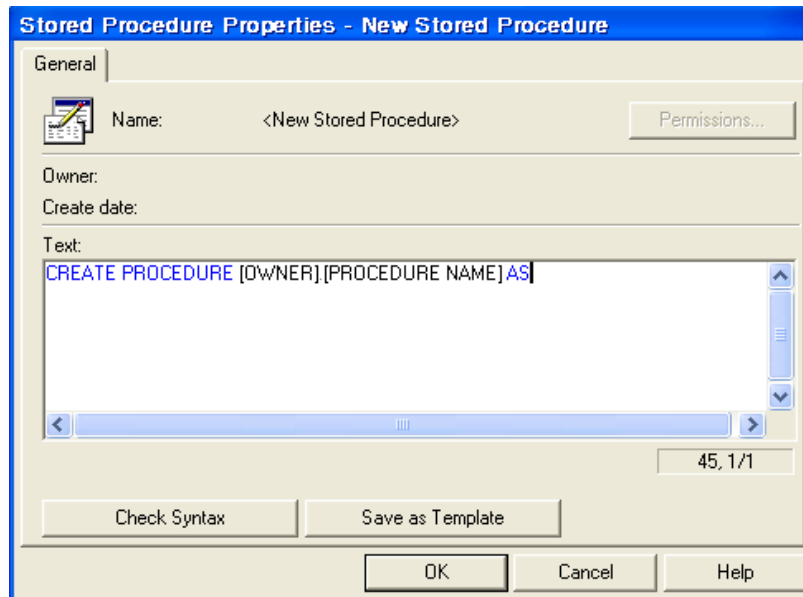 Stored Procedure Properties - New Stored Procedure
General
Name: <New Stored Procedure> Permissions...
Owner:
Create date:
Text:
CREATE PROCEDURE [OWNER].[PROCEDURE NAME] AS
45, 1/1
Check Syntax Save as Template
OK Cancel Help